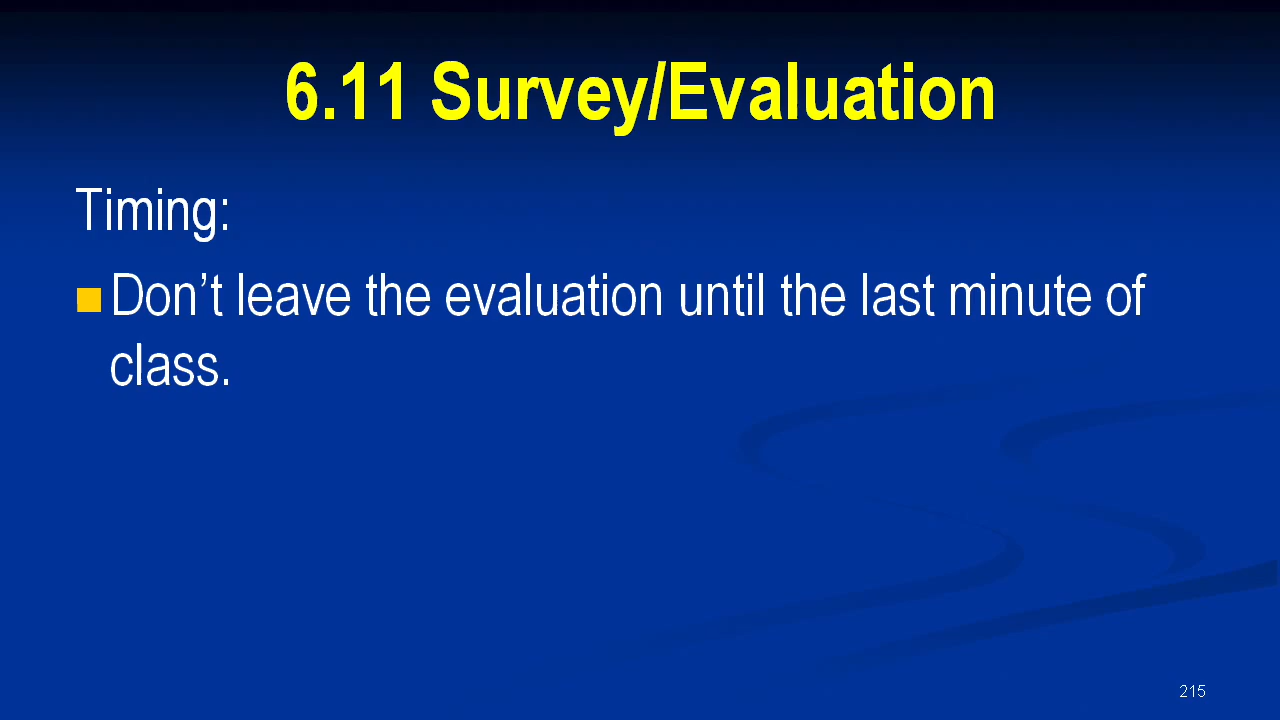 6.11 Survey/Evaluation
Timing:
Don’t leave the evaluation until the last minute of
class.
215